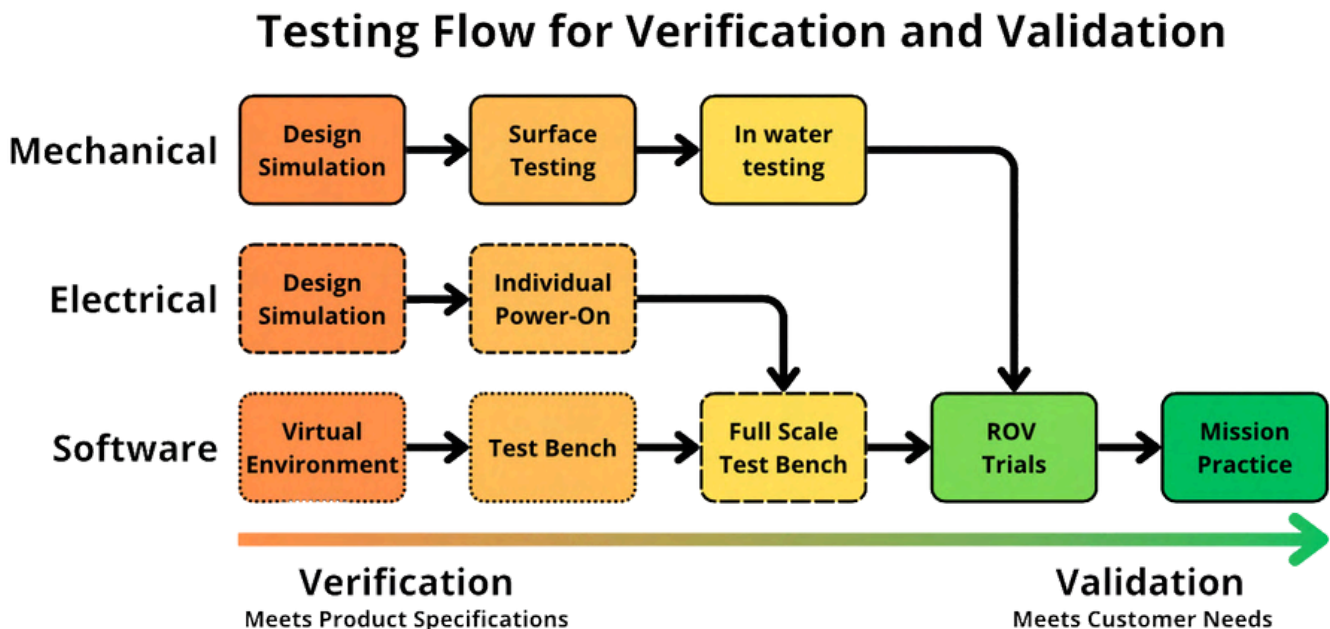 Testing Flow for Verification and Validation
Mechanical
Design
Simulation
Surface
Testing
In water
testing
Electrical
Design
Simulation
Individual
Power-On
Software
Virtual
Environment
Test Bench
Full Scale
Test Bench
ROV
Trials
Mission
Practice
Verification
Meets Product Specifications
Validation
Meets Customer Needs